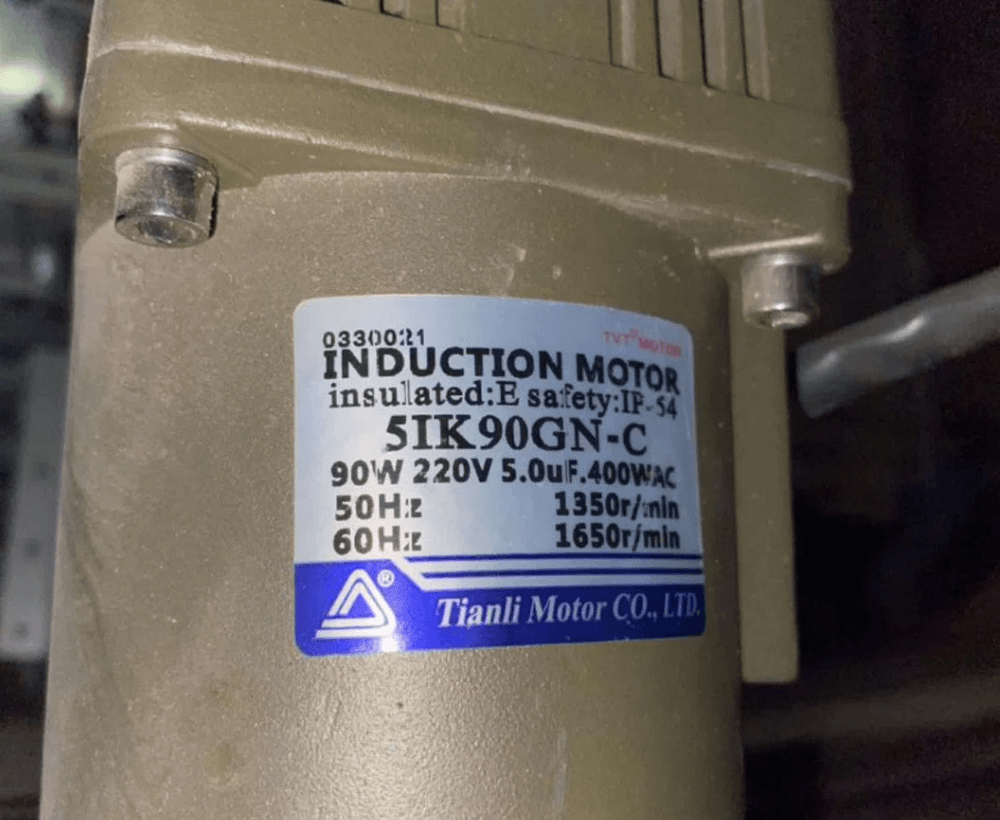 0330021
TVT® MOTOR
INDUCTION MOTOR
insulated:E safety:IP-54
5IK90GN-C
90W 220V 5.0uF.400WAC
50Hz 1350r/min
60Hz 1650r/min
® Tianli Motor CO., LTD.